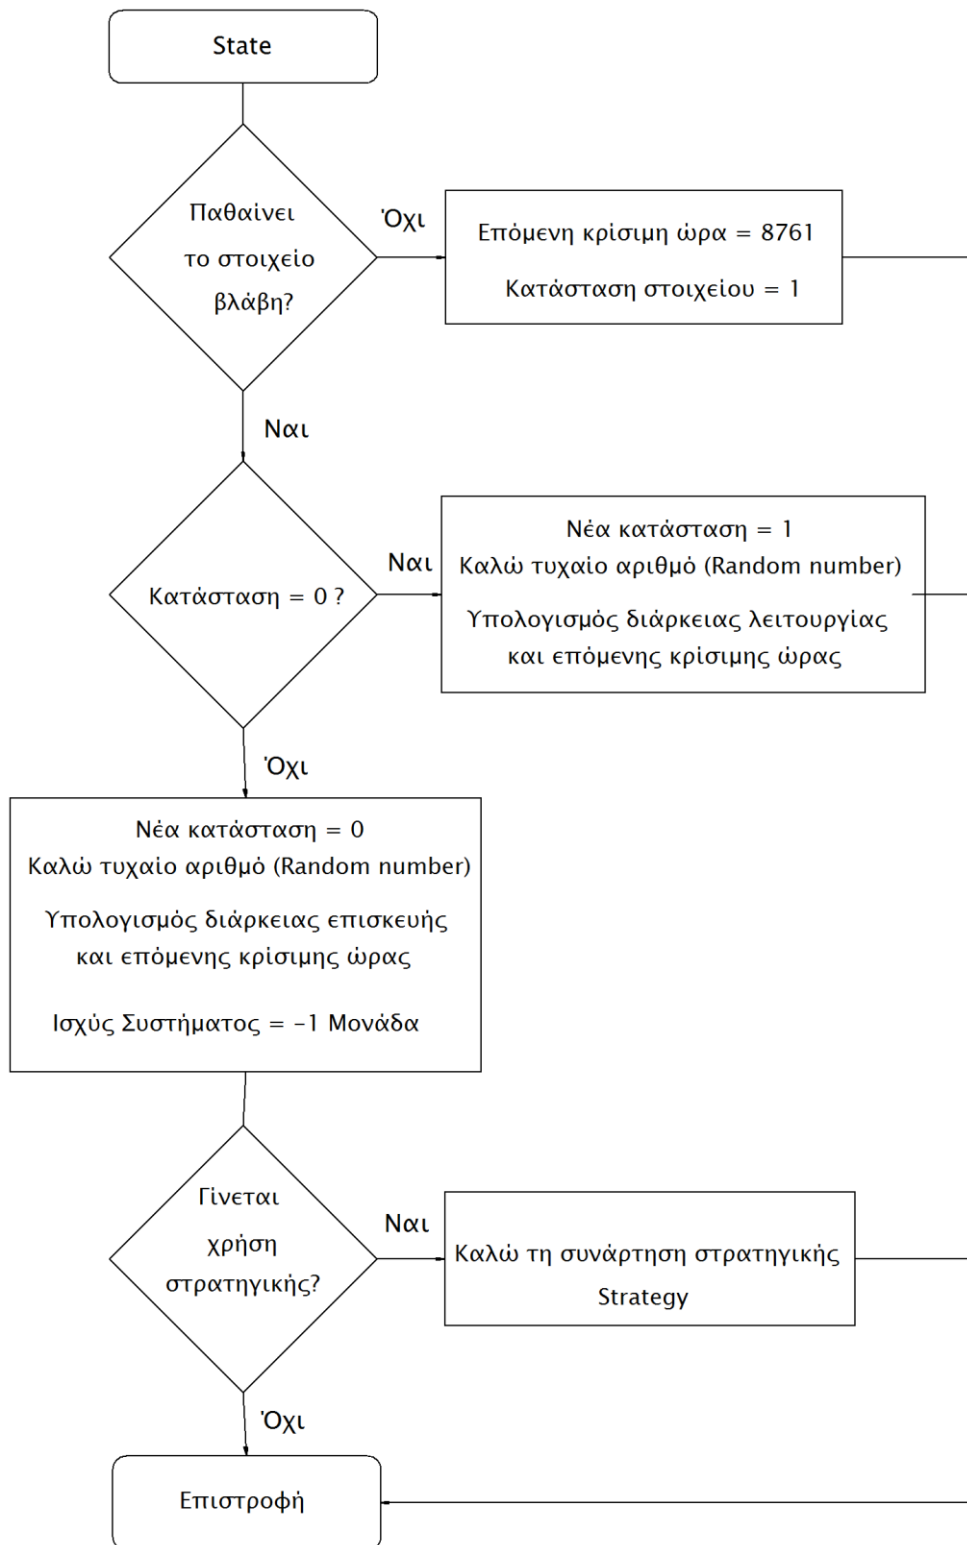 State
Παθαίνει
το στοιχείο
βλάβη?
Όχι
Επόμενη κρίσιμη ώρα = 8761
Κατάσταση στοιχείου = 1
Ναι
Κατάσταση = 0 ?
Ναι
Νέα κατάσταση = 1
Καλώ τυχαίο αριθμό (Random number)
Υπολογισμός διάρκειας λειτουργίας
και επόμενης κρίσιμης ώρας
Όχι
Νέα κατάσταση = 0
Καλώ τυχαίο αριθμό (Random number)
Υπολογισμός διάρκειας επισκευής
και επόμενης κρίσιμης ώρας
Ισχύς Συστήματος = –1 Μονάδα
Γίνεται
χρήση
στρατηγικής?
Ναι
Καλώ τη συνάρτηση στρατηγικής
Strategy
Όχι
Επιστροφή